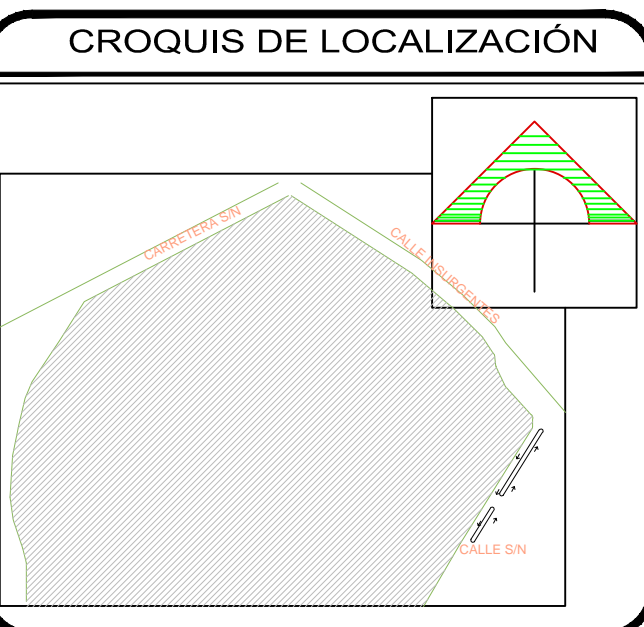 CROQUIS DE LOCALIZACIÓN
CARRETERA S/N
CALLE INSURGENTES
CALLE S/N